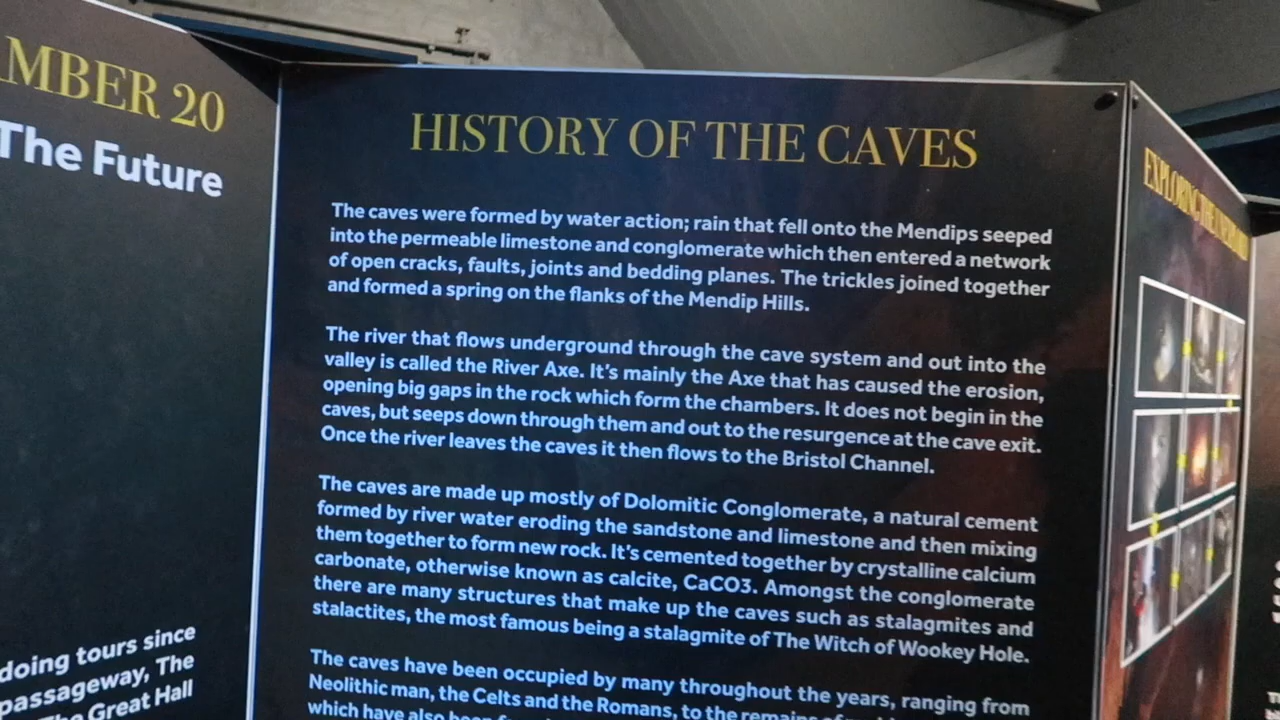 MBER 20
The Future
doing tours since
passageway, The
The Great Hall
HISTORY OF THE CAVES
The caves were formed by water action; rain that fell onto the Mendips seeped
into the permeable limestone and conglomerate which then entered a network
of open cracks, faults, joints and bedding planes. The trickles joined together
and formed a spring on the flanks of the Mendip Hills.
The river that flows underground through the cave system and out into the
valley is called the River Axe. It's mainly the Axe that has caused the erosion,
opening big gaps in the rock which form the chambers. It does not begin in the
caves, but seeps down through them and out to the resurgence at the cave exit.
Once the river leaves the caves it then flows to the Bristol Channel.
The caves are made up mostly of Dolomitic Conglomerate, a natural cement
formed by river water eroding the sandstone and limestone and then mixing
them together to form new rock. It's cemented together by crystalline calcium
carbonate, otherwise known as calcite, CaCO3. Amongst the conglomerate
there are many structures that make up the caves such as stalagmites and
stalactites, the most famous being a stalagmite of The Witch of Wookey Hole.
The caves have been occupied by many throughout the years, ranging from
Neolithic man, the Celts and the Romans, to the remains of
which have also been
EXPLORING THE